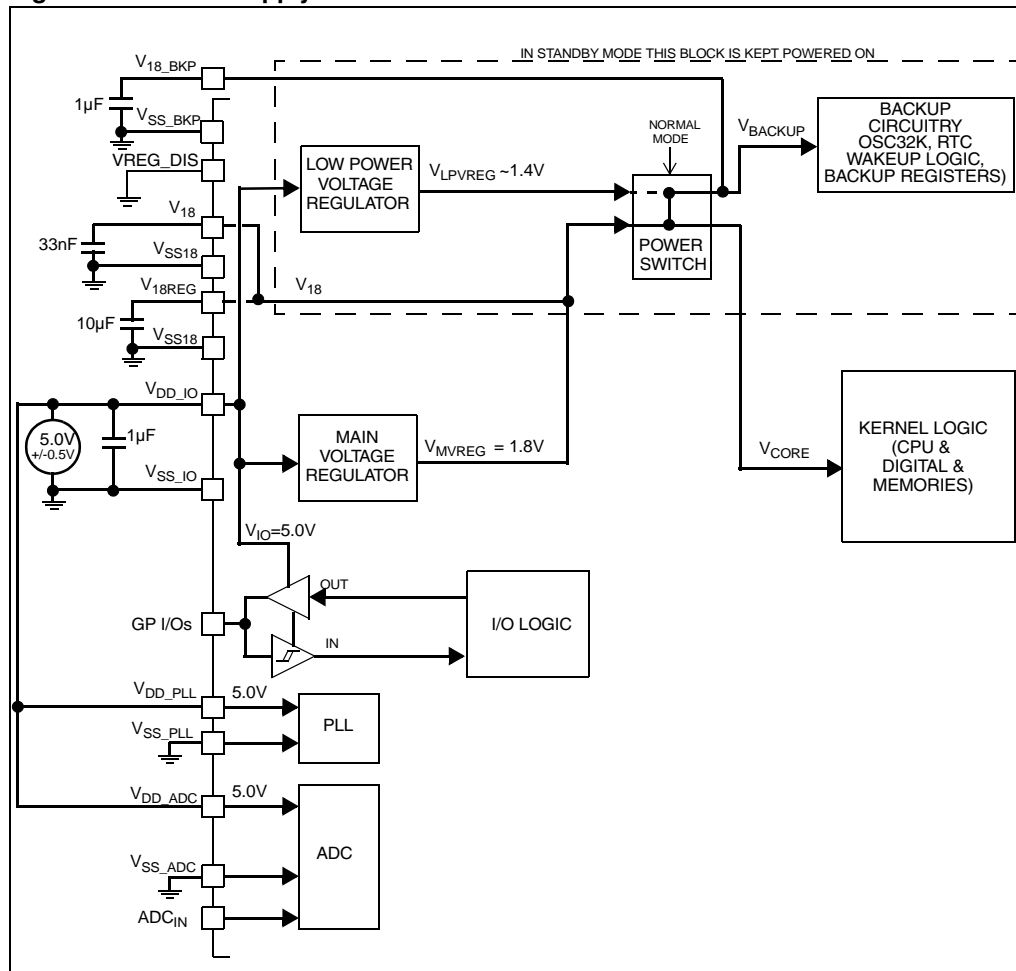 IN STANDBY MODE THIS BLOCK IS KEPT POWERED ON
V18_BKP
1µF
VSS_BKP
VREG_DIS
V18
33nF
VSS18
V18REG
10µF
VSS18
LOW POWER
VOLTAGE
REGULATOR
VLPVREG ~1.4V
NORMAL
MODE
POWER
SWITCH
VBACKUP
BACKUP
CIRCUITRY
OSC32K, RTC
WAKEUP LOGIC,
BACKUP REGISTERS)
V18
VDD_IO
5.0V
+/-0.5V
1µF
VSS_IO
MAIN
VOLTAGE
REGULATOR
VMVREG = 1.8V
VCORE
KERNEL LOGIC
(CPU &
DIGITAL &
MEMORIES)
VIO=5.0V
OUT
GP I/Os
IN
I/O LOGIC
VDD_PLL
5.0V
VSS_PLL
PLL
VDD_ADC
5.0V
VSS_ADC
ADC
ADCIN